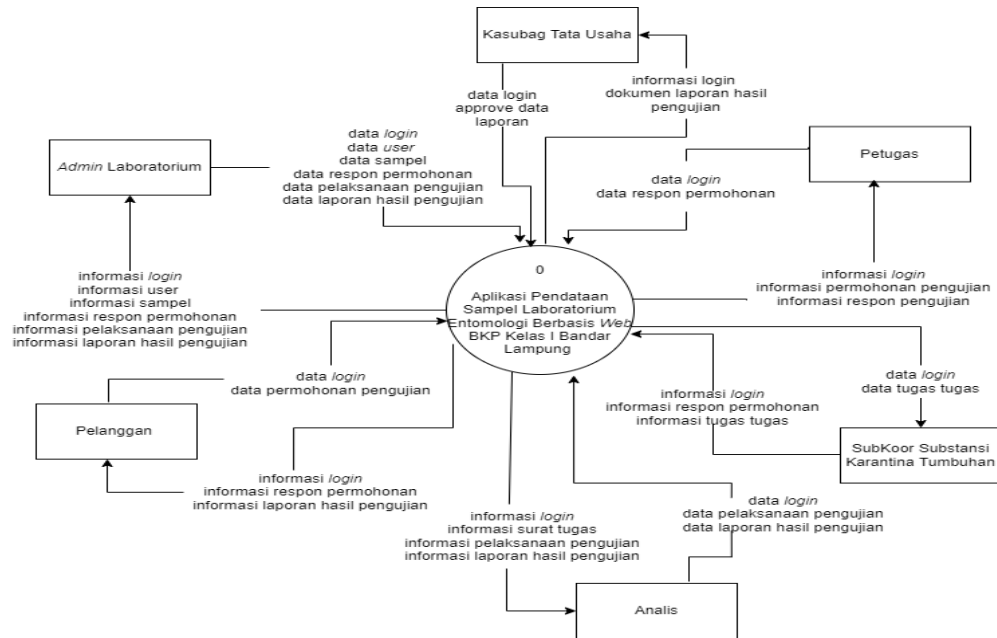 Kasubag Tata Usaha
data login
approve data
laporan
informasi login
dokumen laporan hasil
pengujian
Admin Laboratorium
data login
data user
data sampel
data respon permohonan
data pelaksanaan pengujian
data laporan hasil pengujian
Petugas
data login
data respon permohonan
0
Aplikasi Pendataan
Sampel Laboratorium
Entomologi Berbasis Web
BKP Kelas I Bandar
Lampung
informasi login
informasi user
informasi sampel
informasi respon permohonan
informasi pelaksanaan pengujian
informasi laporan hasil pengujian
informasi login
informasi permohonan pengujian
informasi respon pengujian
data login
data permohonan pengujian
Pelanggan
informasi login
informasi respon permohonan
informasi laporan hasil pengujian
data login
data tugas tugas
informasi login
informasi respon permohonan
informasi tugas tugas
SubKoor Substansi
Karantina Tumbuhan
informasi login
informasi surat tugas
informasi pelaksanaan pengujian
informasi laporan hasil pengujian
data login
data pelaksanaan pengujian
data laporan hasil pengujian
Analis